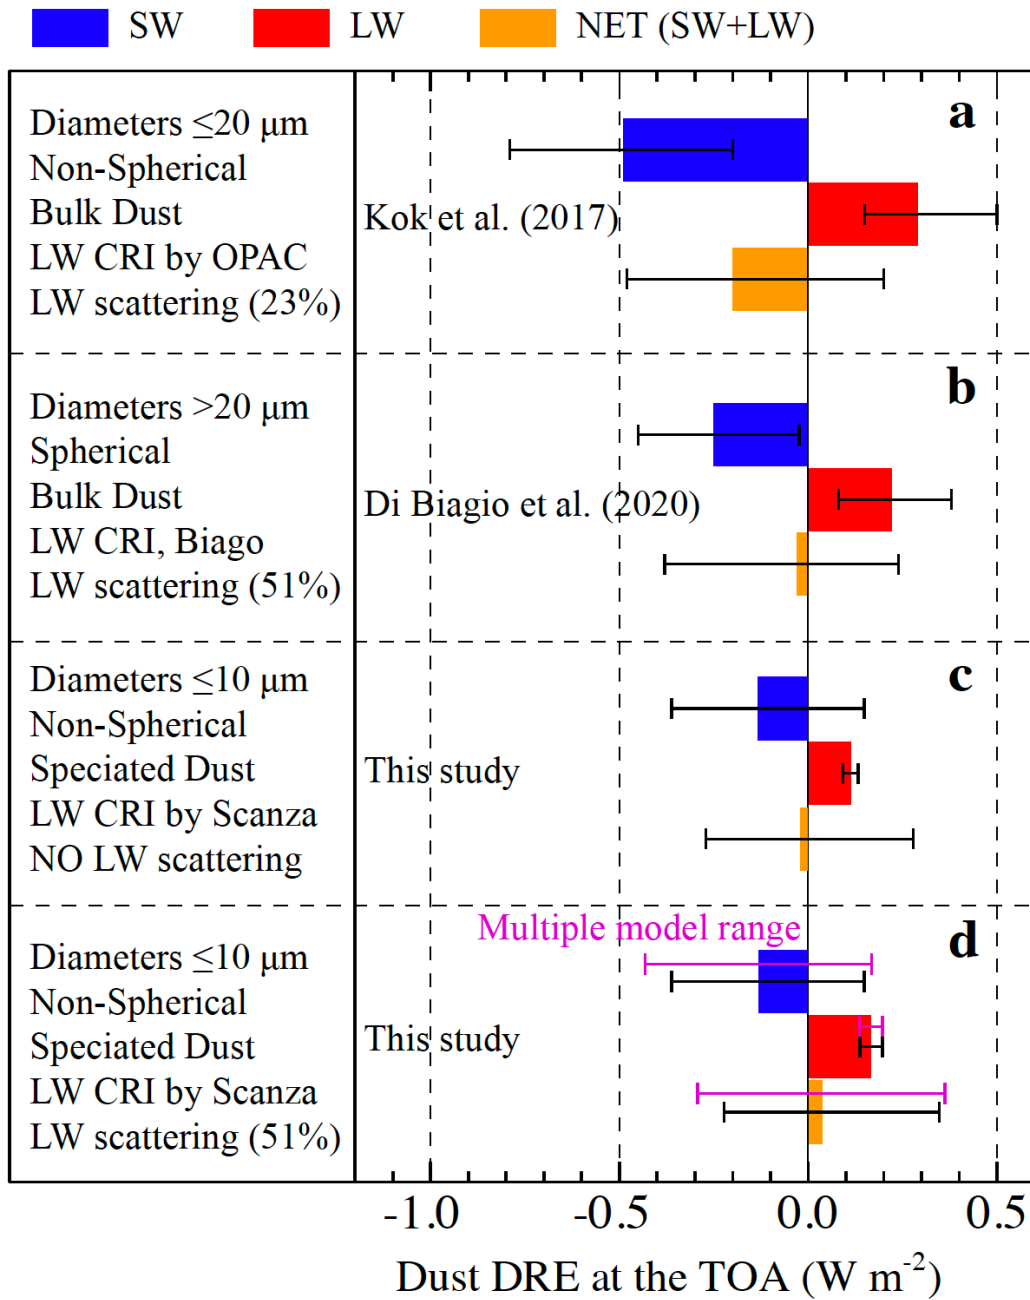 SW LW NET (SW+LW)
a
Diameters ≤20 μm
Non-Spherical
Bulk Dust
Kok et al. (2017)
LW CRI by OPAC
LW scattering (23%)
b
Diameters >20 μm
Spherical
Bulk Dust
Di Biagio et al. (2020)
LW CRI, Biago
LW scattering (51%)
c
Diameters ≤10 μm
Non-Spherical
Speciated Dust
This study
LW CRI by Scanza
NO LW scattering
Multiple model range
d
Diameters ≤10 μm
Non-Spherical
Speciated Dust
This study
LW CRI by Scanza
LW scattering (51%)
-1.0 -0.5 0.0 0.5
Dust DRE at the TOA (W m⁻²)